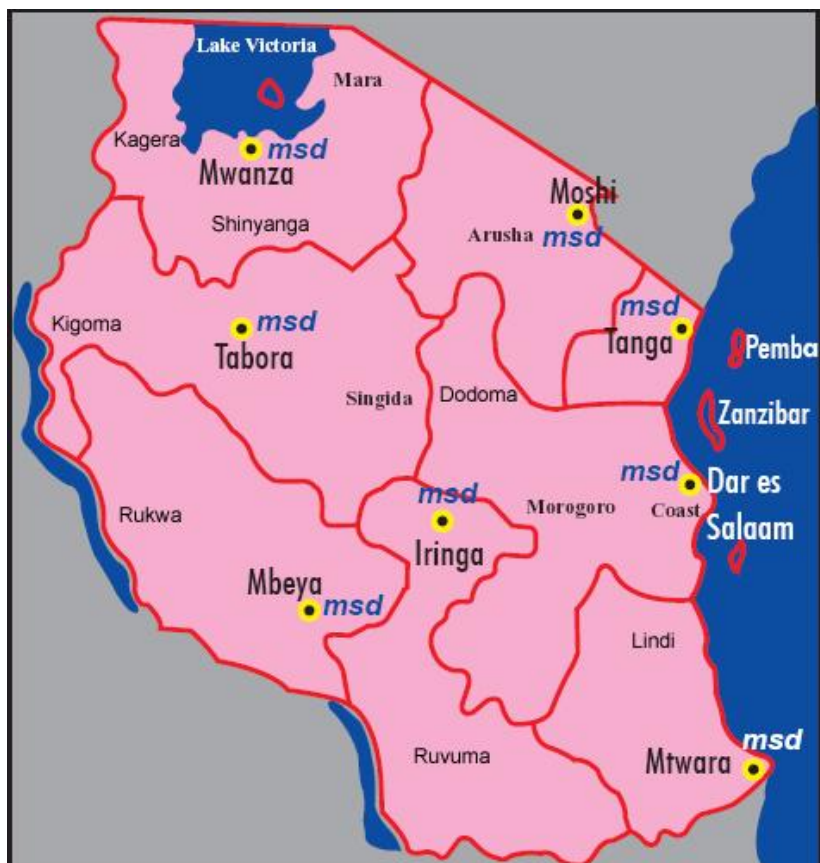 Lake Victoria
Mara
Kagera
msd
Mwanza
Moshi
Shinyanga
Arusha
msd
Kigoma
msd
Tabora
msd
Tanga
Pemba
Singida
Dodoma
Zanzibar
msd
Dar es
Salaam
msd
Rukwa
Morogoro
Coast
Iringa
Mbeya
msd
Lindi
Ruvuma
msd
Mtwara